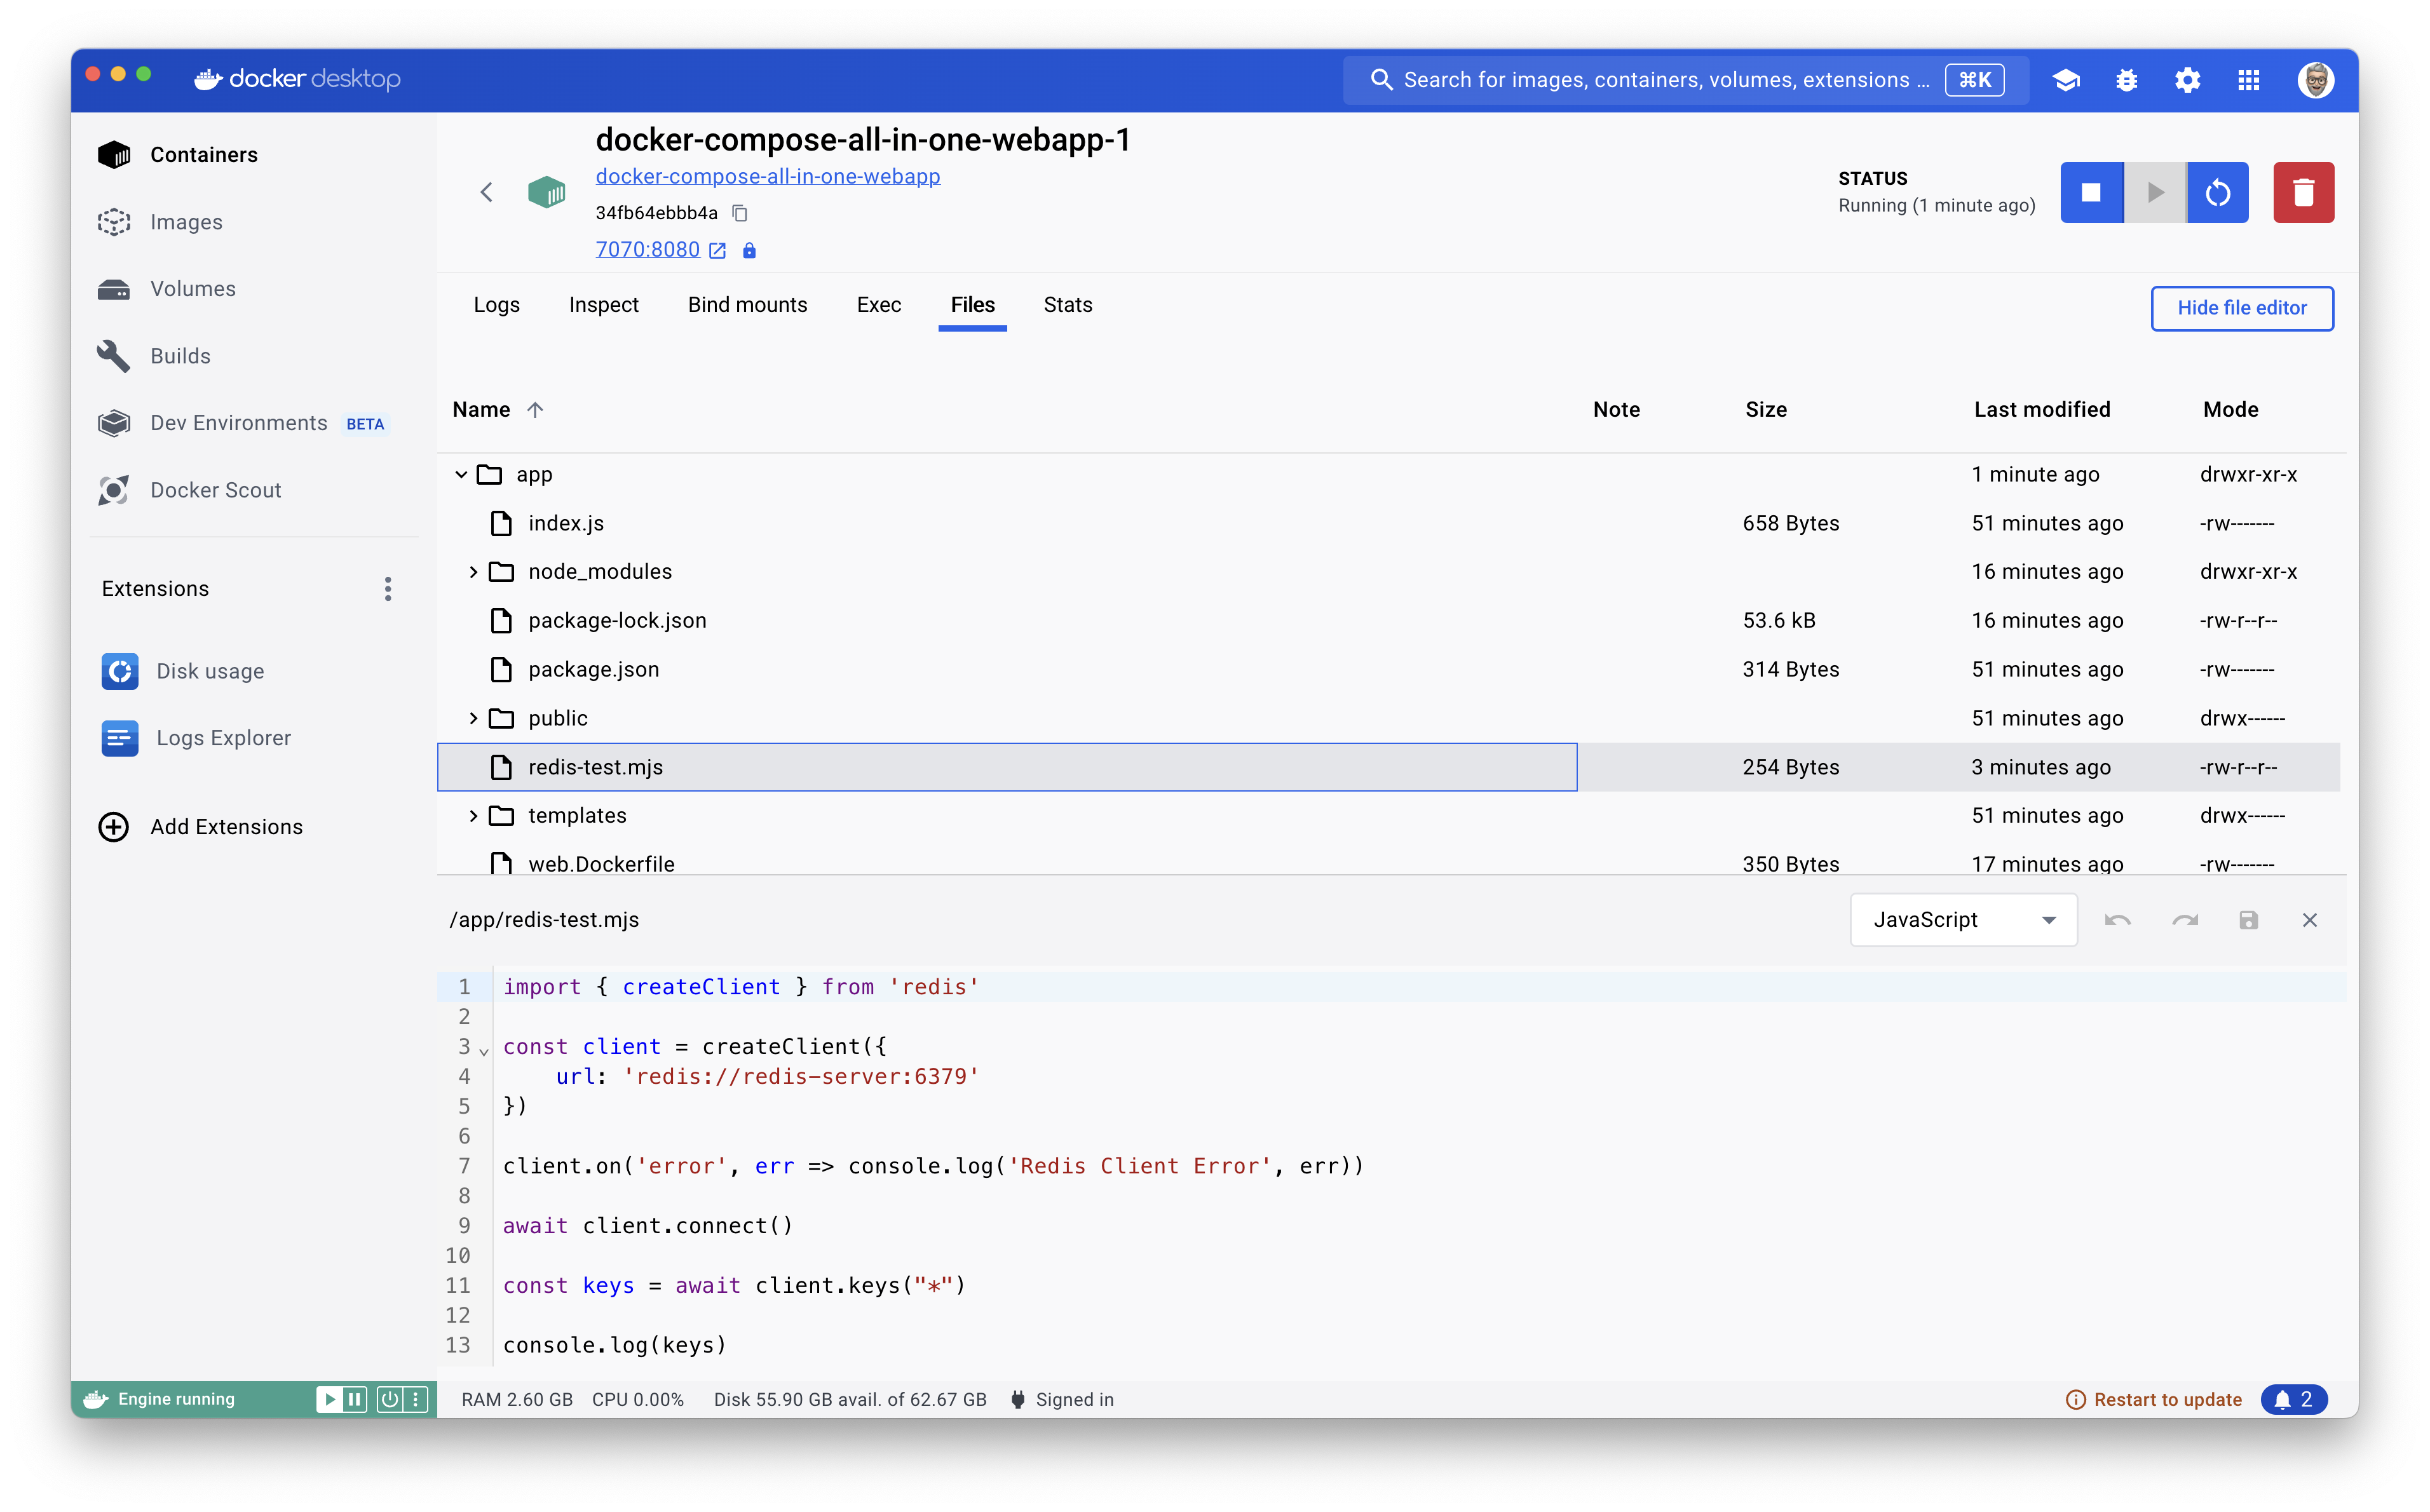 docker desktop
Search for images, containers, volumes, extensions ... ⌘K
Containers
Images
Volumes
Builds
Dev Environments BETA
Docker Scout
Extensions
Disk usage
Logs Explorer
Add Extensions
docker-compose-all-in-one-webapp-1
docker-compose-all-in-one-webapp
34fb64ebbb4a
7070:8080
STATUS
Running (1 minute ago)
Logs Inspect Bind mounts Exec Files Stats
Hide file editor
Name Note Size Last modified Mode
app 1 minute ago drwxr-xr-x
index.js 658 Bytes 51 minutes ago -rw-------
node_modules 16 minutes ago drwxr-xr-x
package-lock.json 53.6 kB 16 minutes ago -rw-r--r--
package.json 314 Bytes 51 minutes ago -rw-------
public 51 minutes ago drwx------
redis-test.mjs 254 Bytes 3 minutes ago -rw-r--r--
templates 51 minutes ago drwx------
web.Dockerfile 350 Bytes 17 minutes ago -rw-------
/app/redis-test.mjs
JavaScript
1 import { createClient } from 'redis'
2
3 const client = createClient({
4     url: 'redis://redis-server:6379'
5 })
6
7 client.on('error', err => console.log('Redis Client Error', err))
8
9 await client.connect()
10
11 const keys = await client.keys("*")
12
13 console.log(keys)
Engine running
RAM 2.60 GB CPU 0.00% Disk 55.90 GB avail. of 62.67 GB Signed in
Restart to update
2